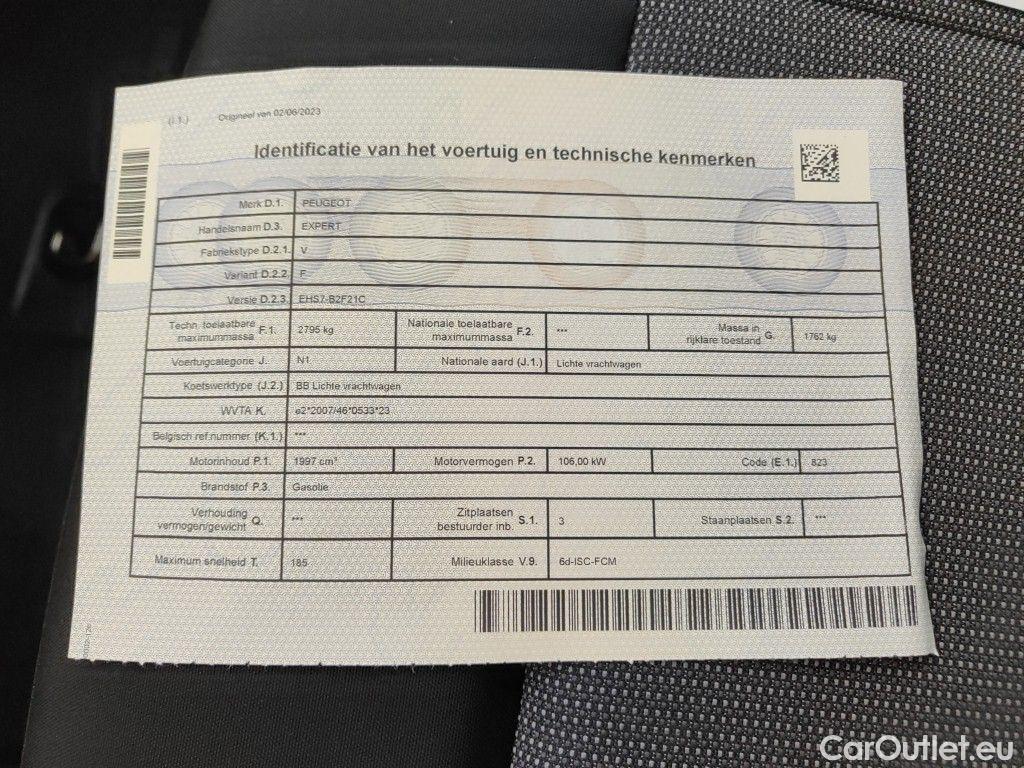 (i.1.) Origineel van 02/06/2023
Identificatie van het voertuig en technische kenmerken
Merk D.1. PEUGEOT
Handelsnaam D.3. EXPERT
Fabriekstype D.2.1. V
Variant D.2.2. F
Versie D.2.3. EHS7-B2F21C
Techn. toelaatbare maximummassa F.1. 2795 kg Nationale toelaatbare maximummassa F.2. *** Massa in rijklare toestand G. 1762 kg
Voertuigcategorie J. N1 Nationale aard (J.1.) Lichte vrachtwagen
Koetswerktype (J.2.) BB Lichte vrachtwagen
WVTA K. e2*2007/46*0533*23
Belgisch ref.nummer (K.1.) ***
Motorinhoud P.1. 1997 cm³ Motorvermogen P.2. 106,00 kW Code (E.1.) 823
Brandstof P.3. Gasolie
Verhouding vermogen/gewicht Q. *** Zitplaatsen bestuurder inb. S.1. 3 Staanplaatsen S.2. ***
Maximum snelheid T. 185 Milieuklasse V.9. 6d-ISC-FCM
CarOutlet.eu